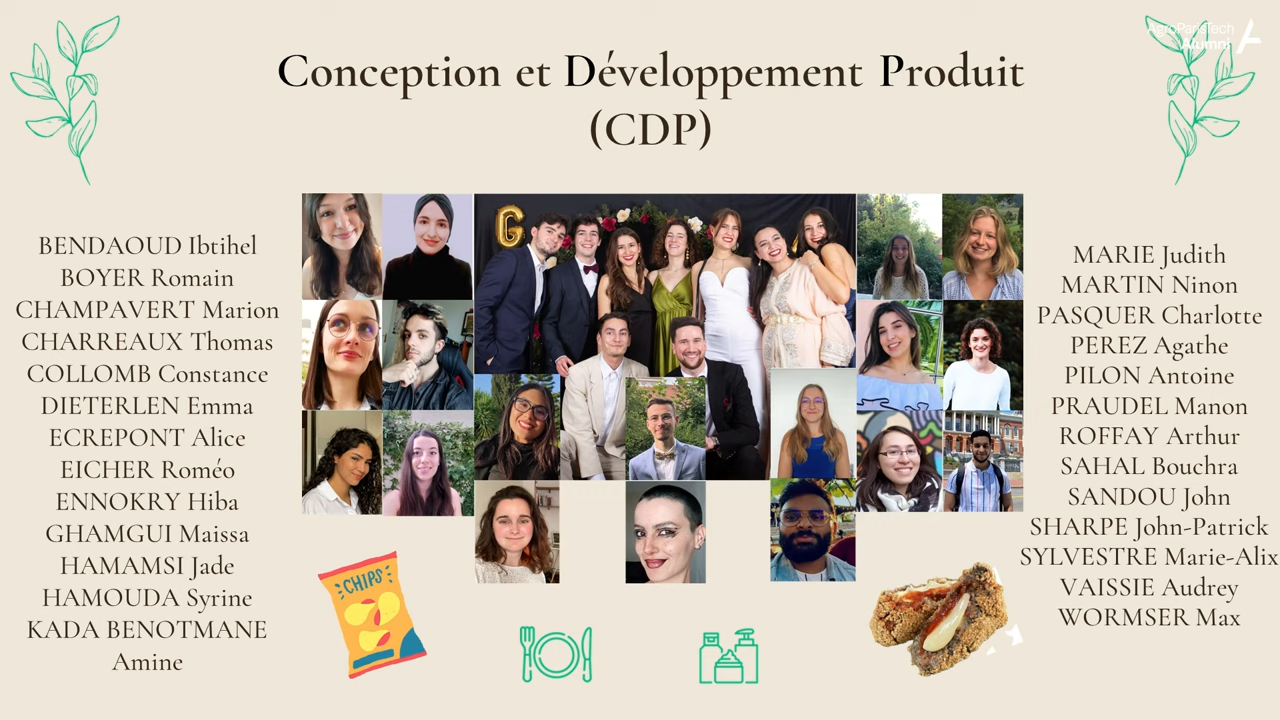 AgroParisTech
Alumni
Conception et Développement Produit
(CDP)
BENDAOUD Ibtihel
BOYER Romain
CHAMPAVERT Marion
CHARREAUX Thomas
COLLOMB Constance
DIETERLEN Emma
ECREPONT Alice
EICHER Roméo
ENNOKRY Hiba
GHAMGUI Maissa
HAMAMSI Jade
HAMOUDA Syrine
KADA BENOTMANE
Amine
G
CHIPS
MARIE Judith
MARTIN Ninon
PASQUER Charlotte
PEREZ Agathe
PILON Antoine
PRAUDEL Manon
ROFFAY Arthur
SAHAL Bouchra
SANDOU John
SHARPE John-Patrick
SYLVESTRE Marie-Alix
VAISSIE Audrey
WORMSER Max